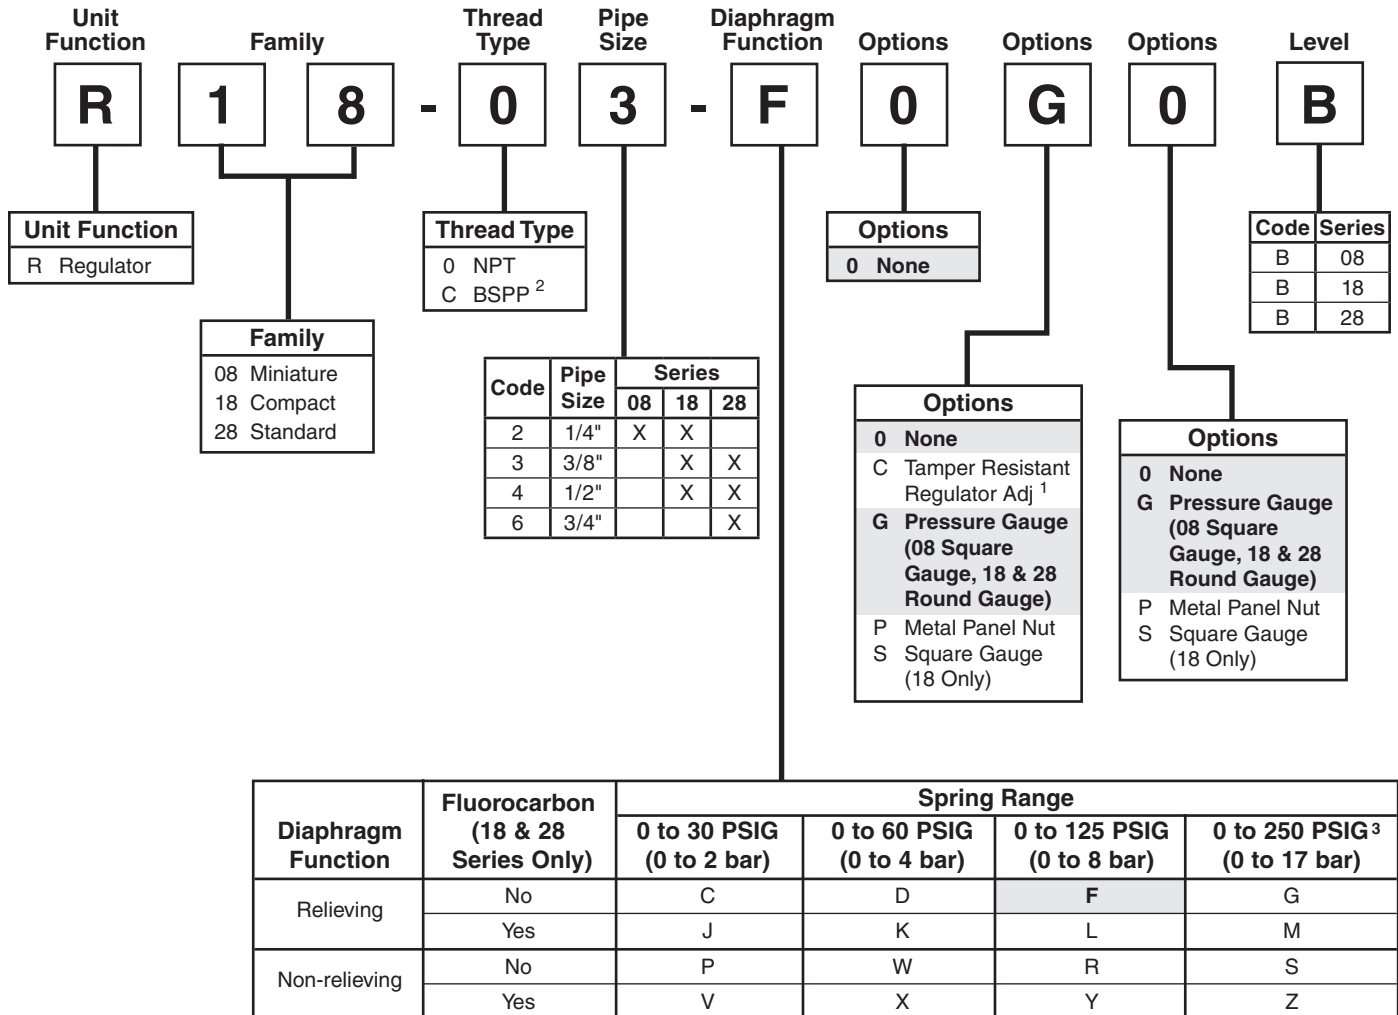 Unit Function Family Thread Type Pipe Size Diaphragm Function Options Options Options Level
R 1 8 - 0 3 - F 0 G 0 B
Unit Function
R Regulator
Family
08 Miniature
18 Compact
28 Standard
Thread Type
0 NPT
C BSPP 2
Code Pipe Size Series
08 18 28
2 1/4" X X
3 3/8" X X
4 1/2" X X
6 3/4" X
Options
0 None
Options
0 None
C Tamper Resistant
Regulator Adj 1
G Pressure Gauge
(08 Square
Gauge, 18 & 28
Round Gauge)
P Metal Panel Nut
S Square Gauge
(18 Only)
Options
0 None
G Pressure Gauge
(08 Square
Gauge, 18 & 28
Round Gauge)
P Metal Panel Nut
S Square Gauge
(18 Only)
Code Series
B 08
B 18
B 28
Diaphragm Function Fluorocarbon (18 & 28 Series Only) Spring Range
0 to 30 PSIG 0 to 60 PSIG 0 to 125 PSIG 0 to 250 PSIG 3
(0 to 2 bar) (0 to 4 bar) (0 to 8 bar) (0 to 17 bar)
Relieving No C D F G
Yes J K L M
Non-relieving No P W R S
Yes V X Y Z